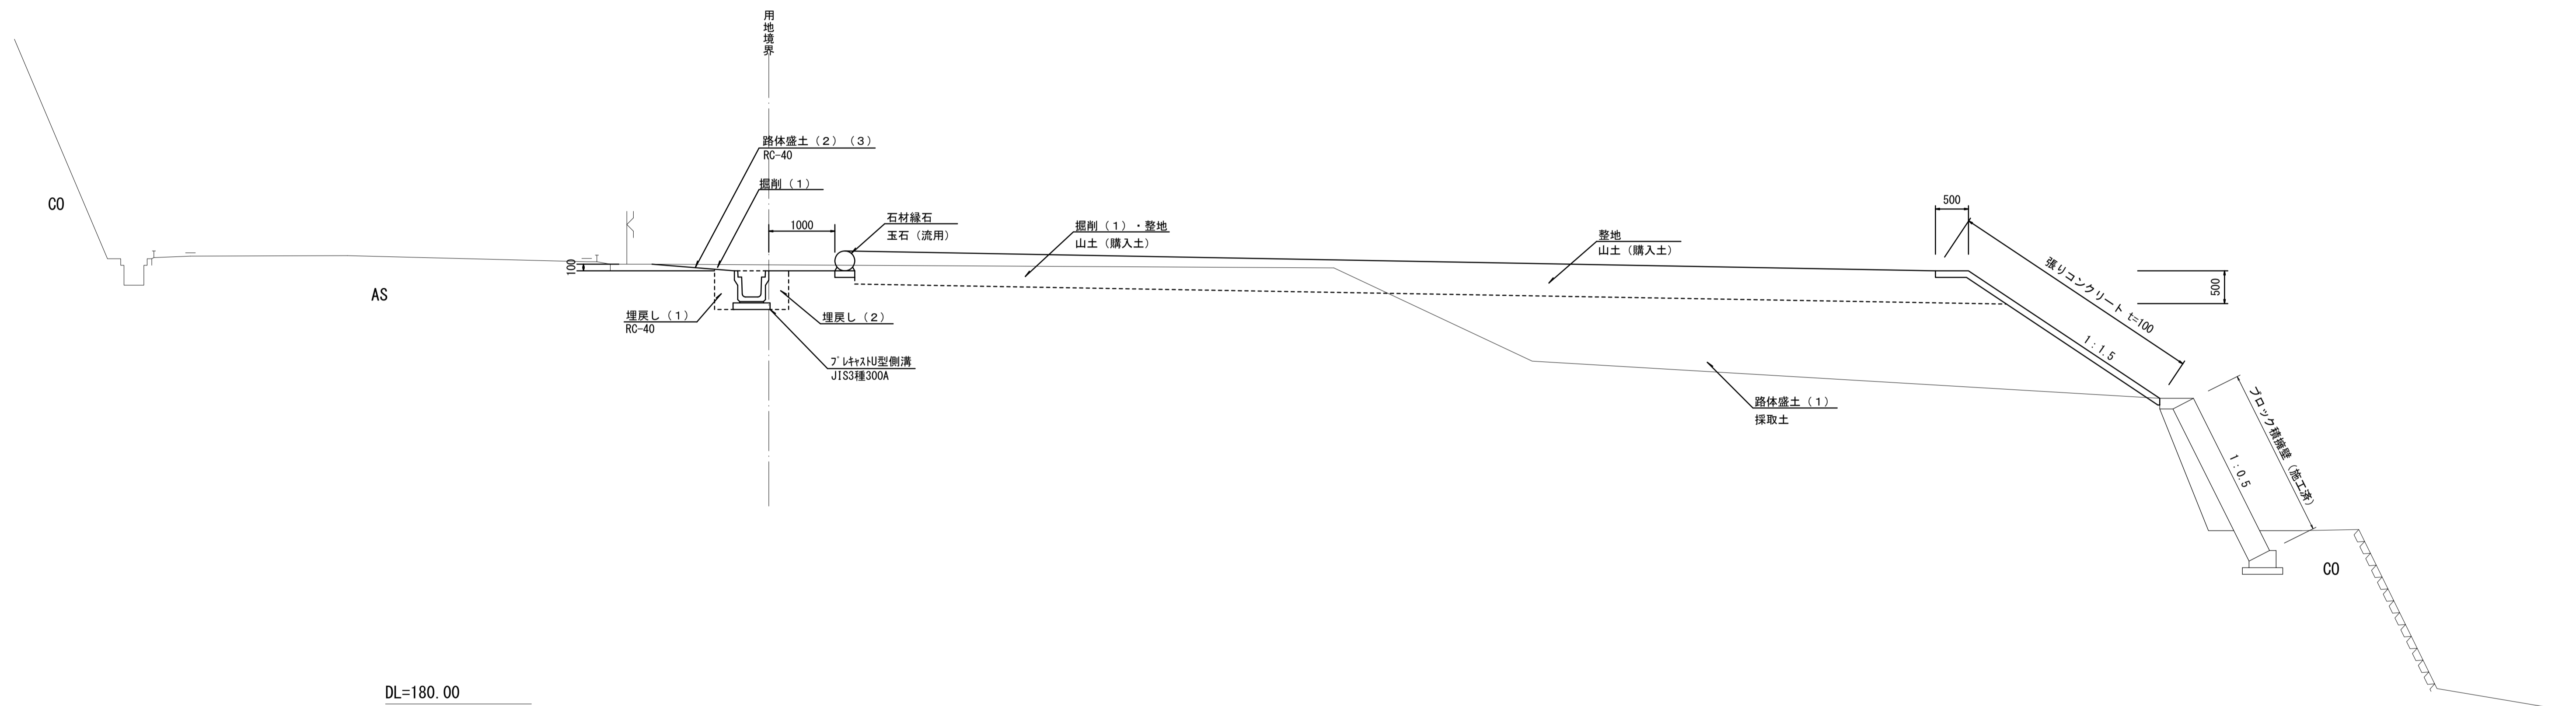 用地境界
路体盛土（２）（３）
RC-40
掘削（１）
CO
1000
石材縁石
玉石（流用）
掘削（１）・整地
山土（購入土）
整地
山土（購入土）
500
張りコンクリート t=100
500
1:1.5
100
AS
埋戻し（１）
RC-40
埋戻し（２）
ﾌﾟﾚｷｬｽﾄU型側溝
JIS3種300A
路体盛土（１）
採取土
ブロック積擁壁（施工済）
1:0.5
CO
DL=180.00